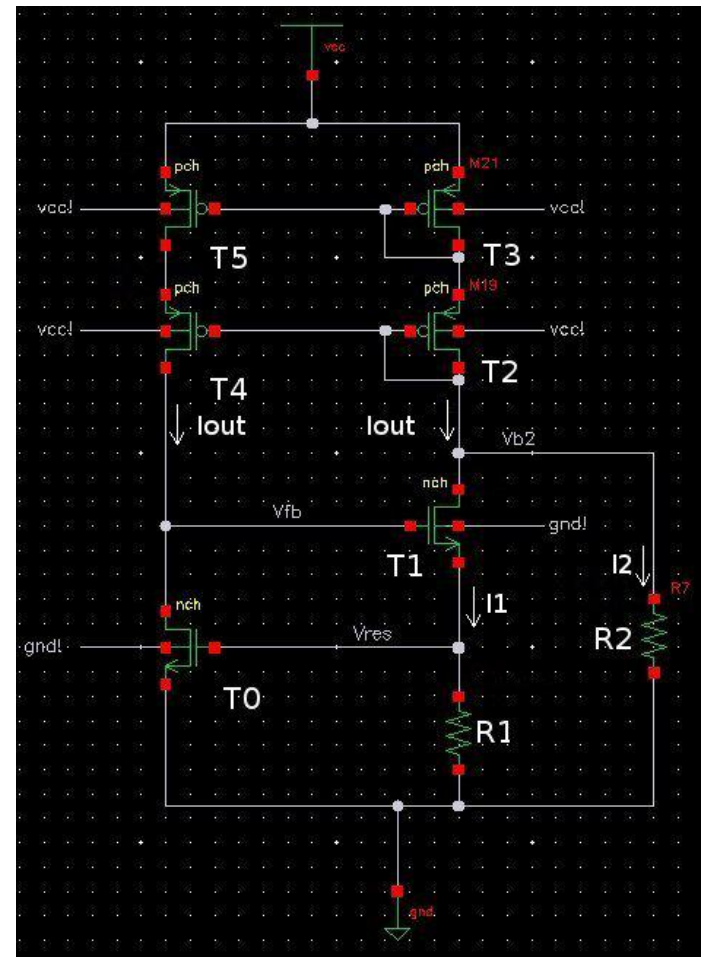 vcc
pch
pch
M21
vcc!
vcc!
T5
T3
pch
pch
M19
vcc!
vcc!
T4
T2
Iout
Iout
Vb2
nch
Vfb
gnd!
T1
I2
R7
I1
nch
Vres
gnd!
R2
T0
R1
gnd